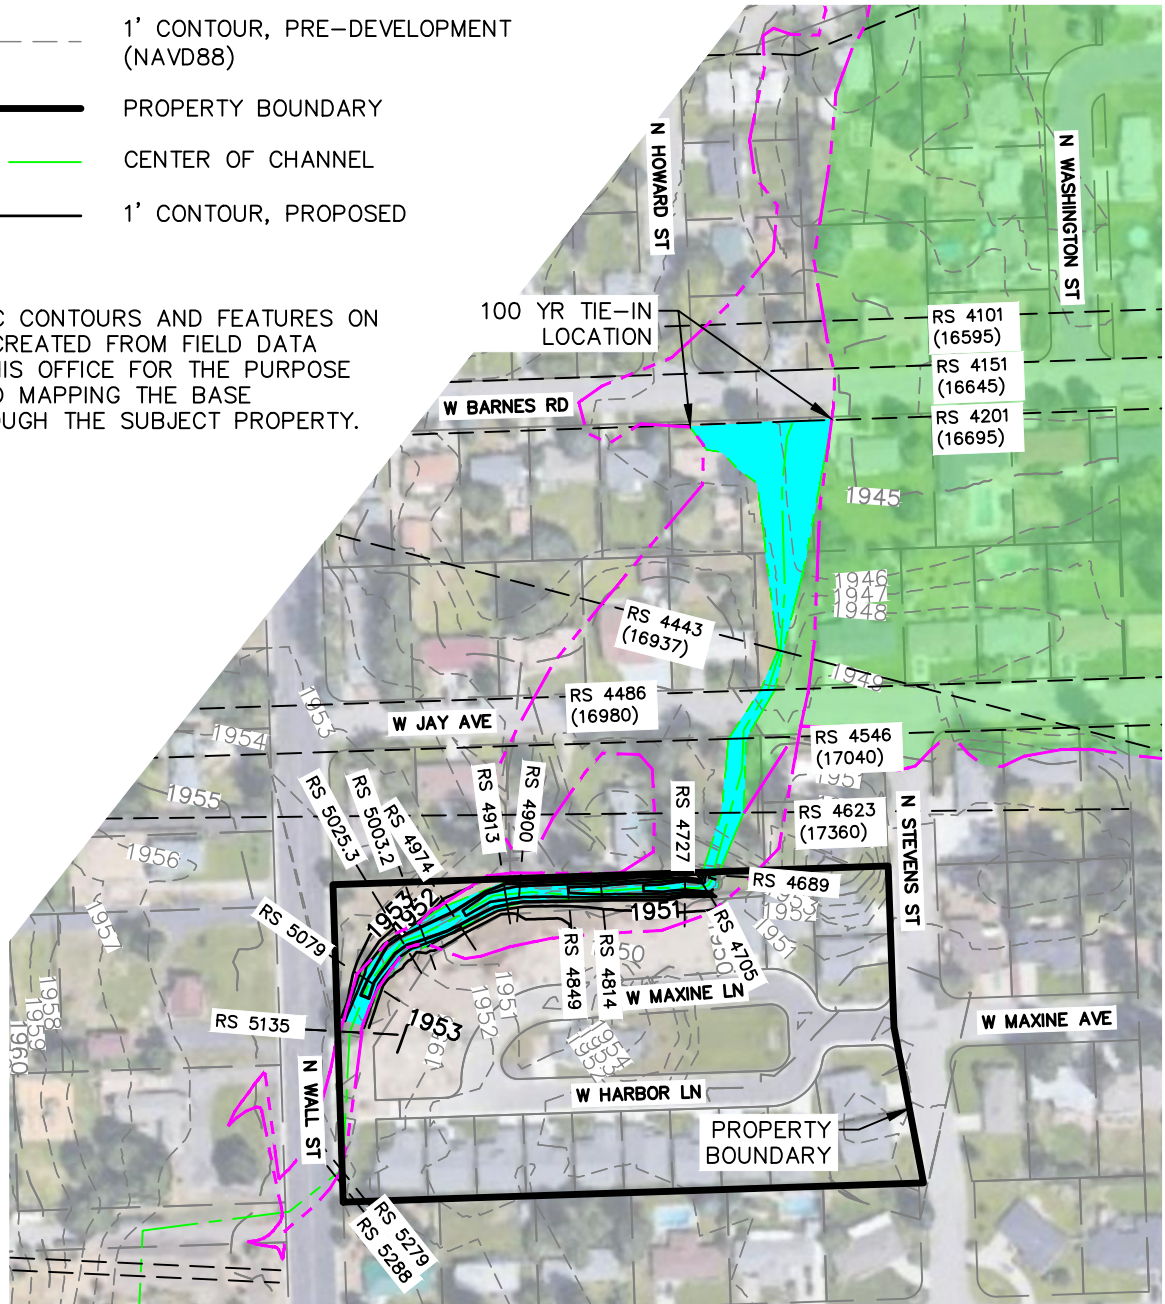 1' CONTOUR, PRE-DEVELOPMENT
(NAVD88)
PROPERTY BOUNDARY
CENTER OF CHANNEL
1' CONTOUR, PROPOSED
C CONTOURS AND FEATURES ON
CREATED FROM FIELD DATA
HIS OFFICE FOR THE PURPOSE
D MAPPING THE BASE
OUGH THE SUBJECT PROPERTY.
N HOWARD ST
N WASHINGTON ST
100 YR TIE-IN
LOCATION
RS 4101
(16595)
RS 4151
(16645)
RS 4201
(16695)
W BARNES RD
1945
1946
1947
1948
1949
RS 4443
(16937)
RS 4486
(16980)
W JAY AVE
RS 4546
(17040)
1951
RS 4623
(17360)
1953
1954
1955
1956
1957
1958
1959
1960
RS 5025.3
RS 5003.2
RS 4974
RS 4913
RS 4900
RS 4727
RS 4689
RS 4705
N STEVENS ST
1953
1952
1951
RS 5079
RS 4849
RS 4814
1950
1951
1951
1952
W MAXINE LN
W MAXINE AVE
RS 5135
1953
1954
N WALL ST
W HARBOR LN
PROPERTY
BOUNDARY
RS 5279
RS 5288